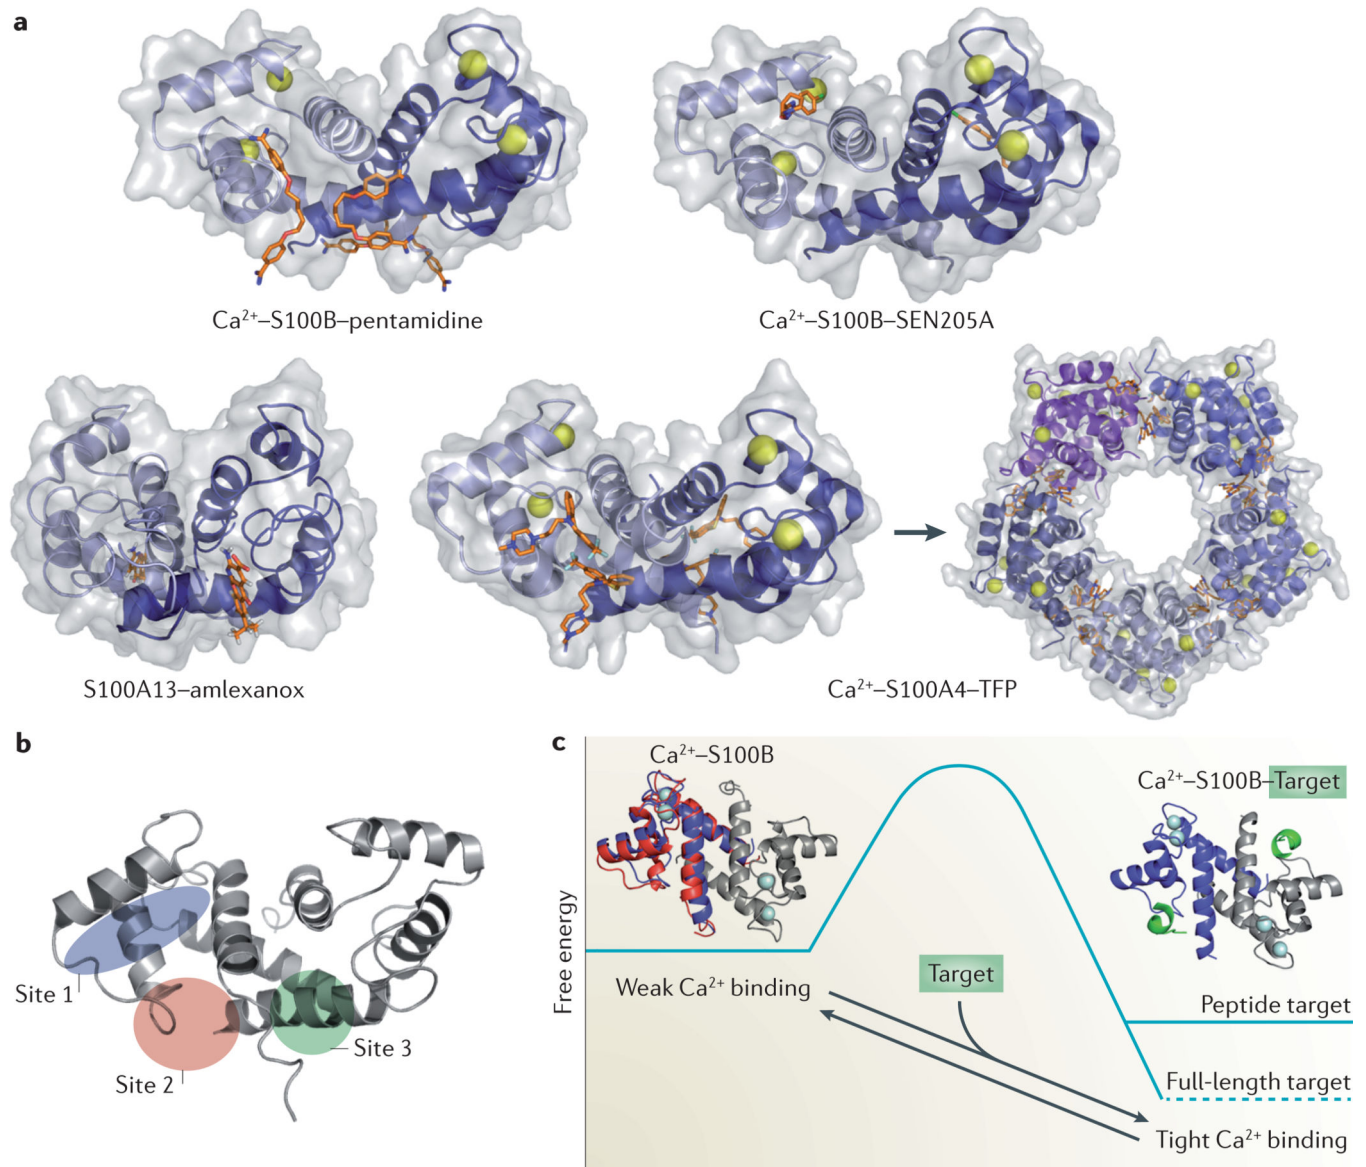 a
Ca²⁺–S100B–pentamidine
Ca²⁺–S100B–SEN205A
S100A13–amlexanox
Ca²⁺–S100A4–TFP
b
Site 1
Site 2
Site 3
c
Free energy
Ca²⁺–S100B
Ca²⁺–S100B–Target
Weak Ca²⁺ binding
Target
Peptide target
Full-length target
Tight Ca²⁺ binding